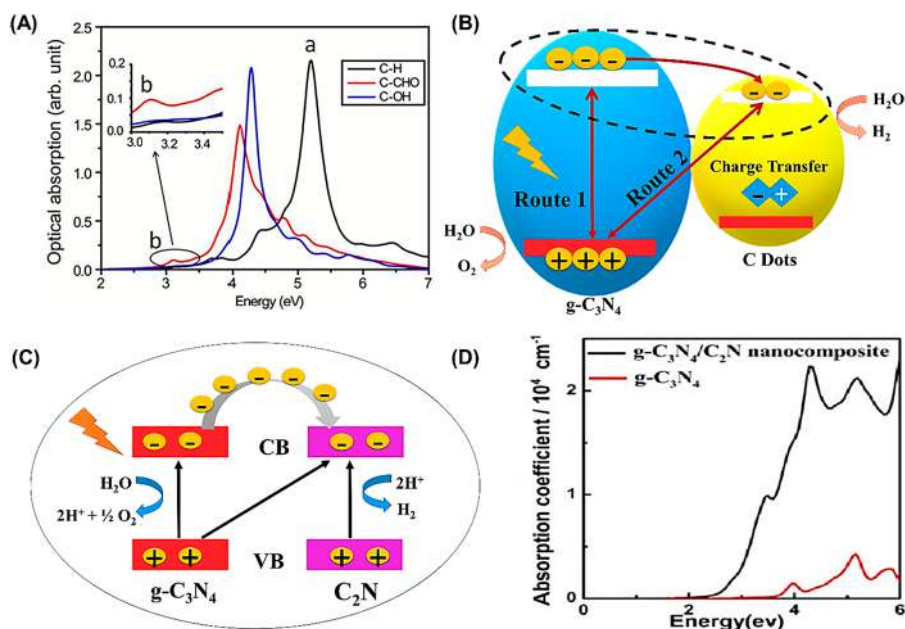 (A)
Optical absorption (arb. unit)
2.5
2.0
1.5
1.0
0.5
0.0
0.2
0.1
0.0
b
3.0 3.2 3.4
a
C-H
C-CHO
C-OH
b
2 3 4 5 6 7
Energy (eV)
(B)
− − −
− −
H₂O
H₂
Route 1
Route 2
Charge Transfer
− +
H₂O
O₂
+ + +
C Dots
g-C₃N₄
(C)
− − − − −
− − CB − −
H₂O
2H⁺ + ½ O₂
2H⁺
H₂
+ + VB + +
g-C₃N₄ C₂N
(D)
Absorption coefficient / 10⁴ cm⁻¹
g-C₃N₄/C₂N nanocomposite
g-C₃N₄
2
1
0
0 2 4 6
Energy(ev)